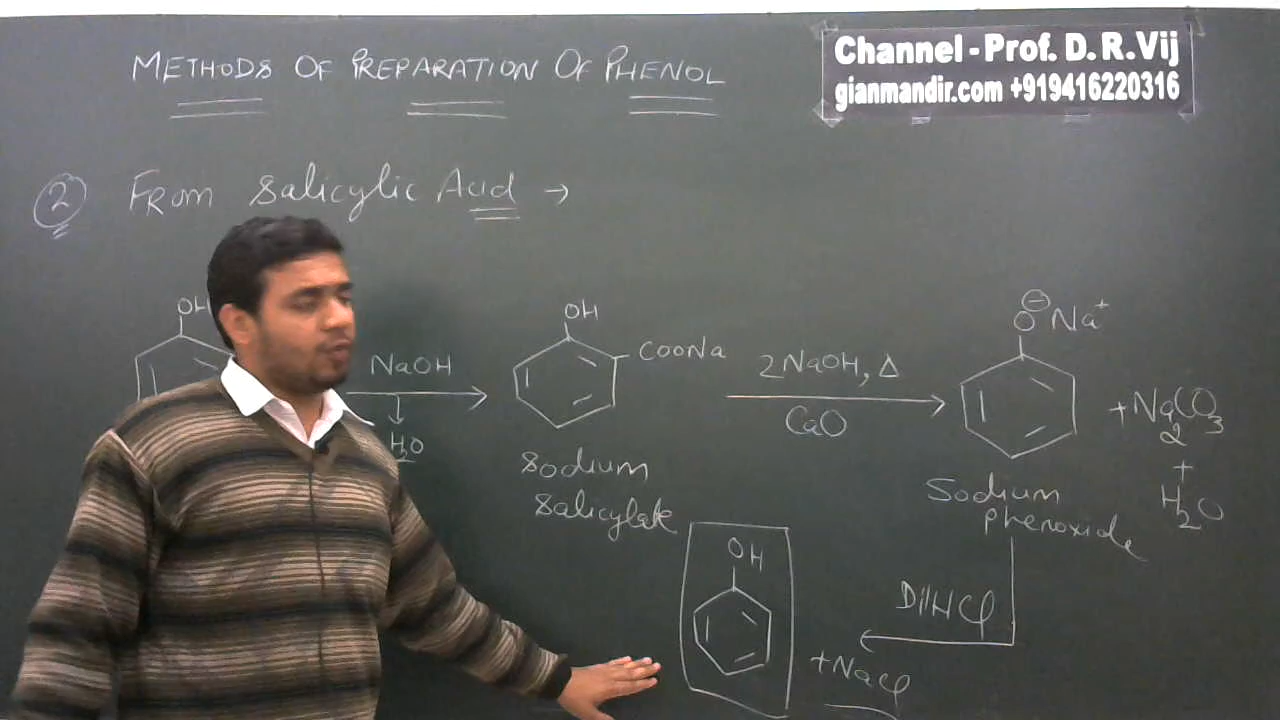 METHODS OF PREPARATION OF PHENOL
Channel - Prof. D. R. Vij
gianmandir.com +919416220316
2 From Salicylic Acid →
OH
NaOH
H2O
OH
COONa
Sodium
Salicylate
2NaOH, Δ
CaO
O⊖ Na+
+ Na2CO3
+
H2O
Sodium
phenoxide
Dil HCl
OH
+ NaCl